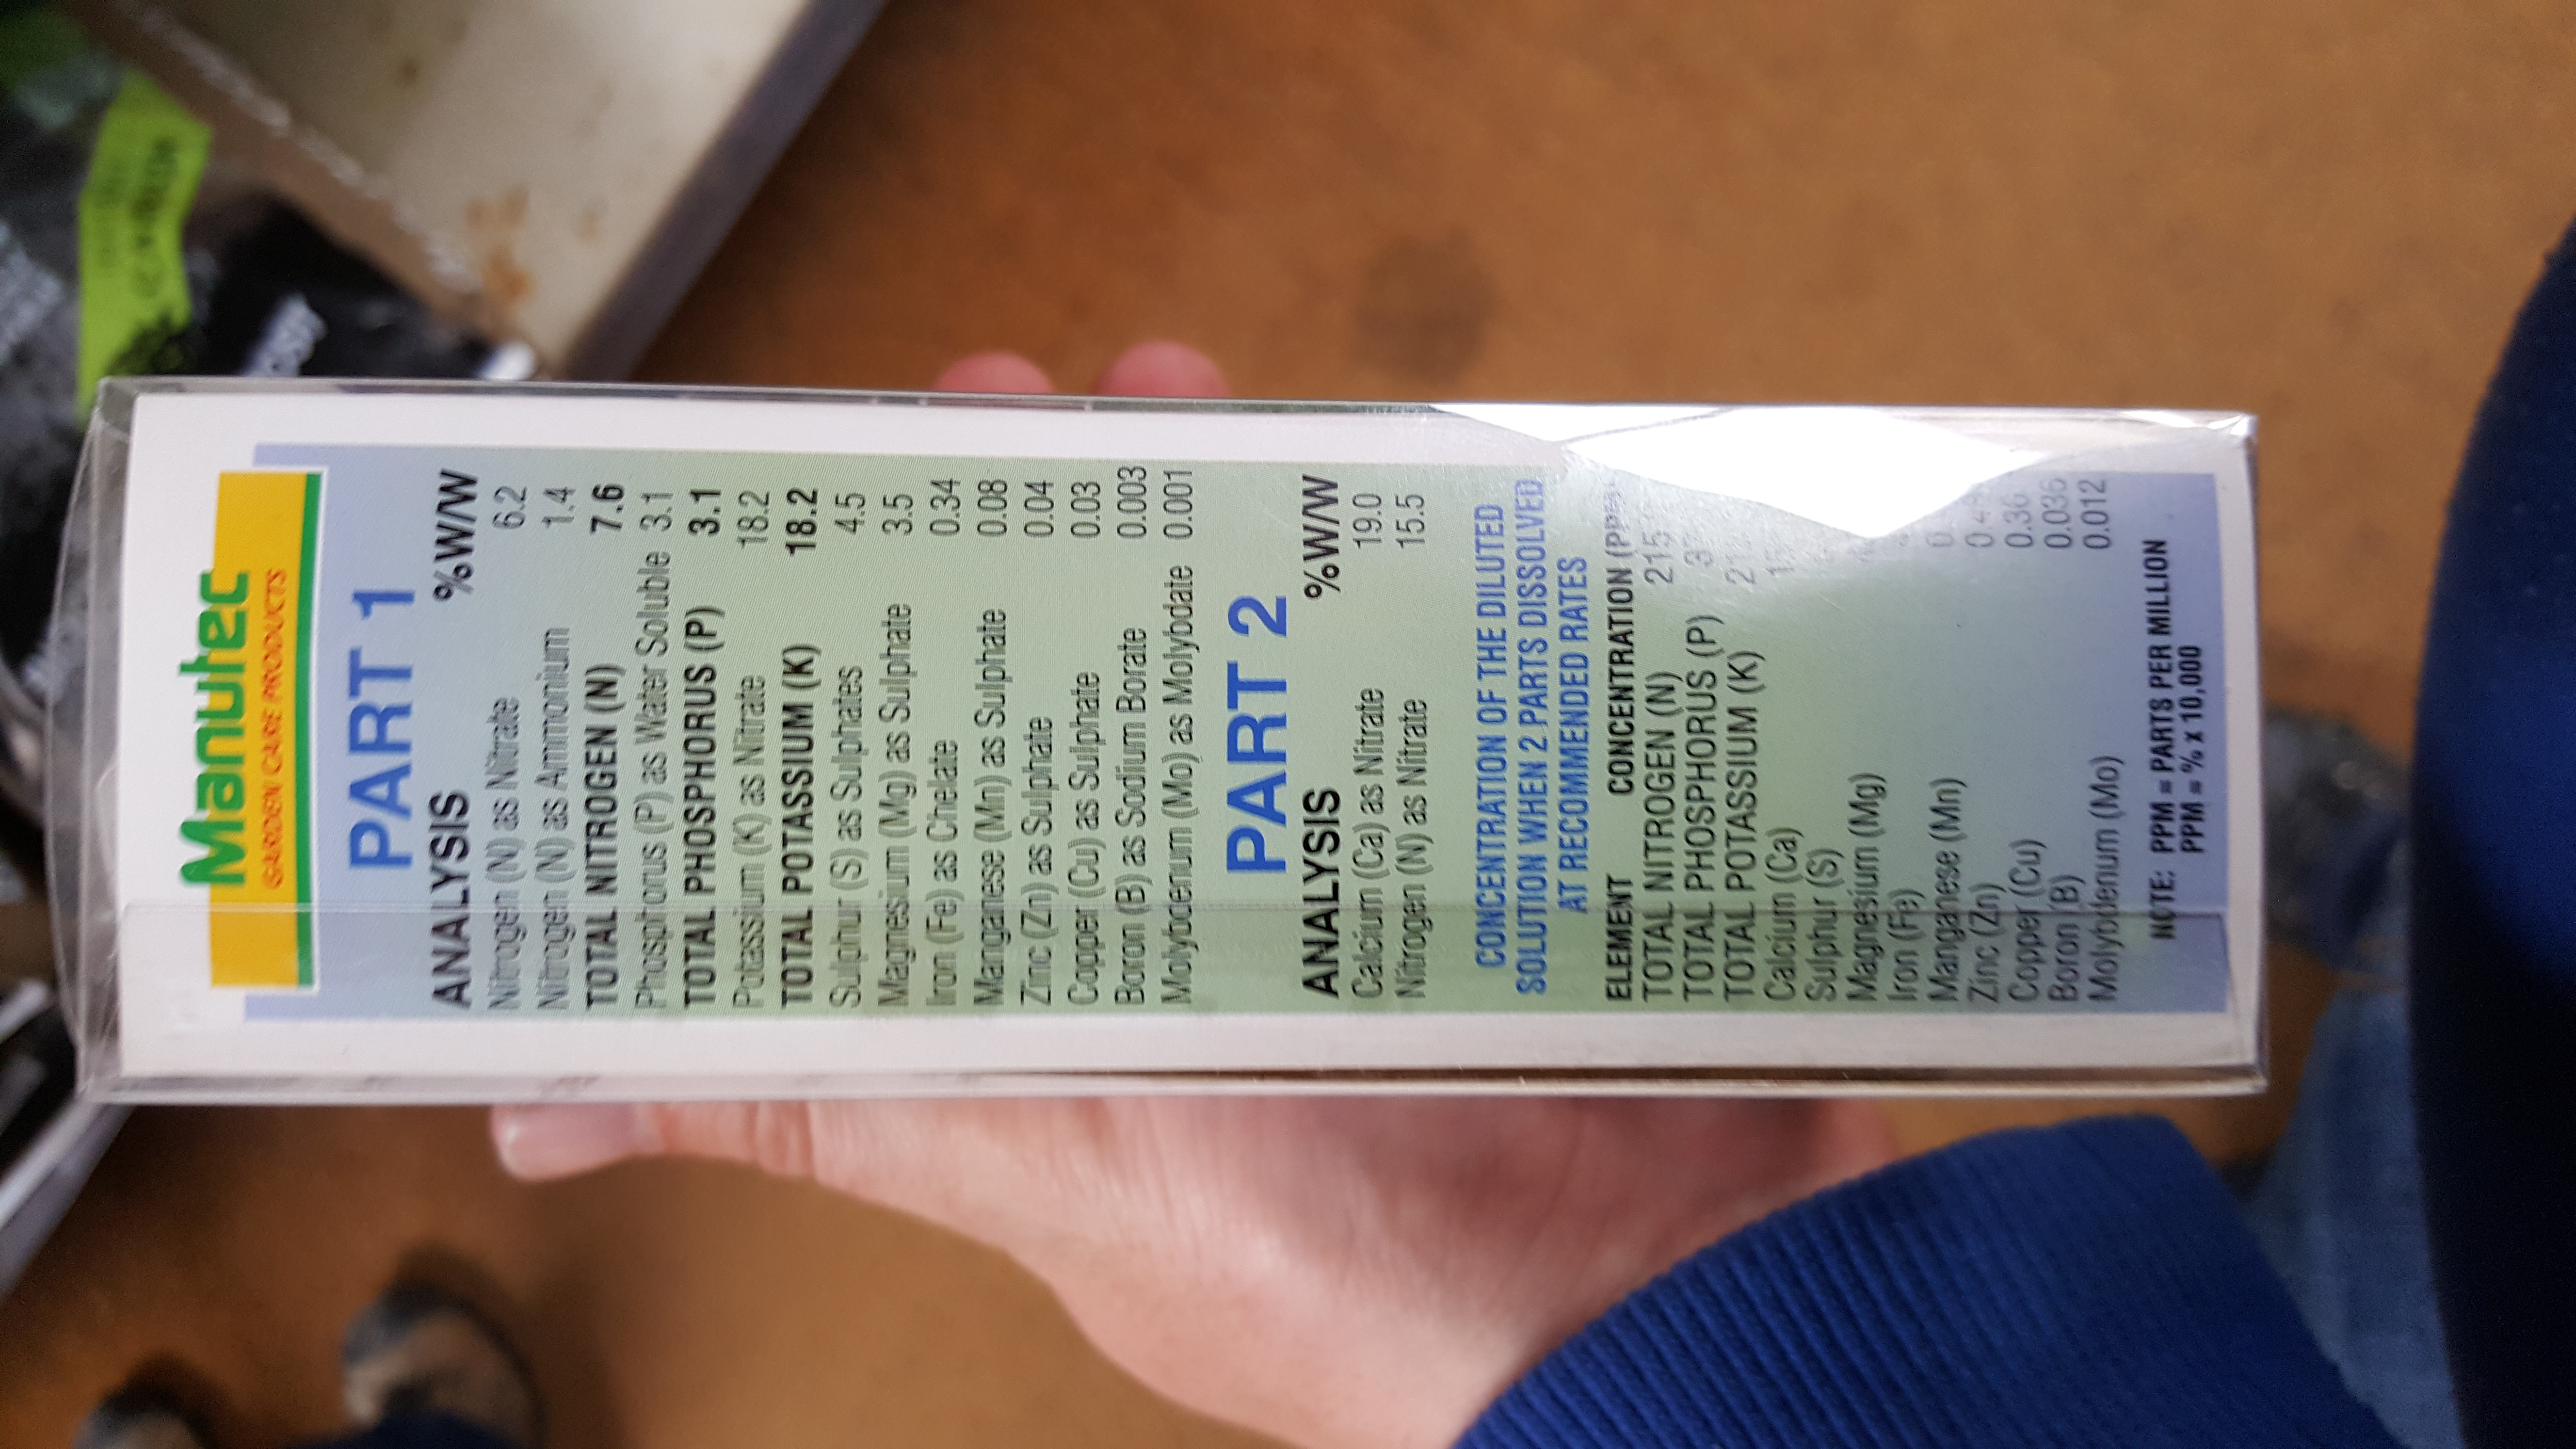 Manutec
GARDEN CARE PRODUCTS
PART 1
ANALYSIS %W/W
Nitrogen (N) as Nitrate 6.2
Nitrogen (N) as Ammonium 1.4
TOTAL NITROGEN (N) 7.6
Phosphorus (P) as Water Soluble 3.1
TOTAL PHOSPHORUS (P) 3.1
Potassium (K) as Nitrate 18.2
TOTAL POTASSIUM (K) 18.2
Sulphur (S) as Sulphates 4.5
Magnesium (Mg) as Sulphate 3.5
Iron (Fe) as Chelate 0.34
Manganese (Mn) as Sulphate 0.08
Zinc (Zn) as Sulphate 0.04
Copper (Cu) as Sulphate 0.03
Boron (B) as Sodium Borate 0.003
Molybdenum (Mo) as Molybdate 0.001
PART 2
ANALYSIS %W/W
Calcium (Ca) as Nitrate 19.0
Nitrogen (N) as Nitrate 15.5
CONCENTRATION OF THE DILUTED
SOLUTION WHEN 2 PARTS DISSOLVED
AT RECOMMENDED RATES
ELEMENT CONCENTRATION
TOTAL NITROGEN (N) 215
TOTAL PHOSPHORUS (P)
TOTAL POTASSIUM (K)
Calcium (Ca)
Sulphur (S)
Magnesium (Mg)
Iron (Fe)
Manganese (Mn)
Zinc (Zn)
Copper (Cu) 0.36
Boron (B) 0.036
Molybdenum (Mo) 0.012
NOTE: PPM = PARTS PER MILLION
PPM = % x 10,000